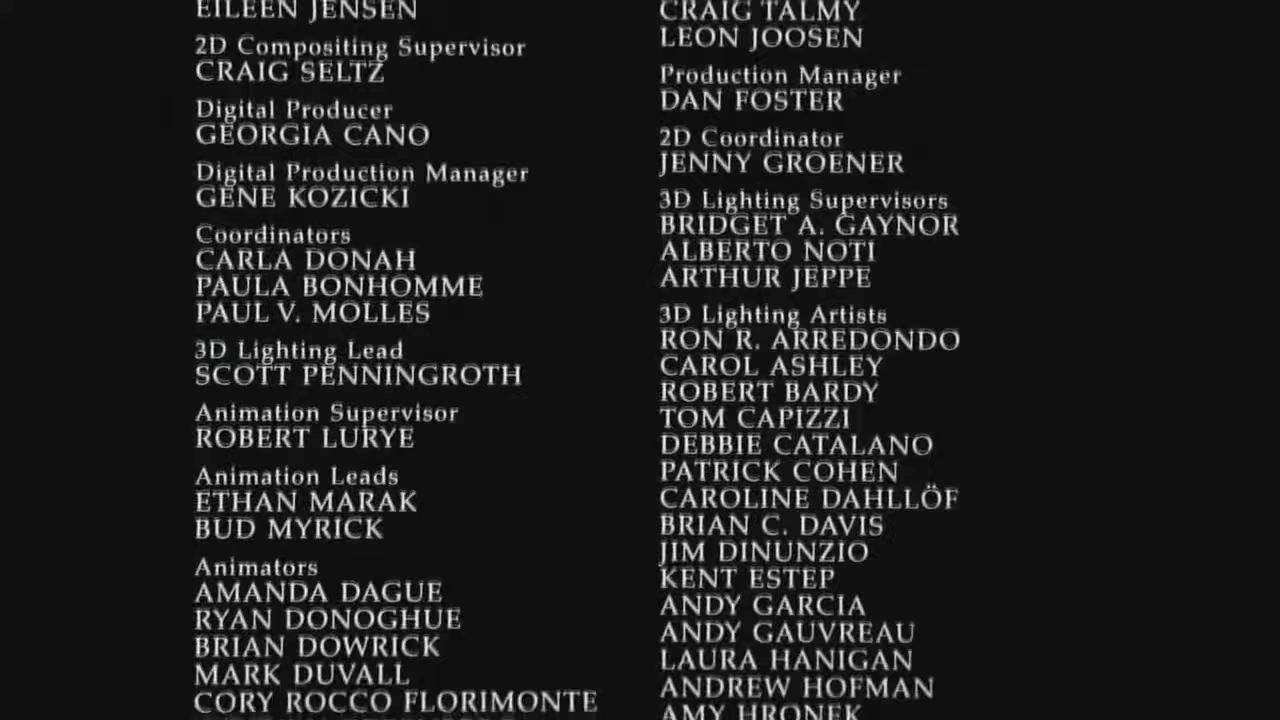 EILEEN JENSEN
2D Compositing Supervisor
CRAIG SELTZ
Digital Producer
GEORGIA CANO
Digital Production Manager
GENE KOZICKI
Coordinators
CARLA DONAH
PAULA BONHOMME
PAUL V. MOLLES
3D Lighting Lead
SCOTT PENNINGROTH
Animation Supervisor
ROBERT LURYE
Animation Leads
ETHAN MARAK
BUD MYRICK
Animators
AMANDA DAGUE
RYAN DONOGHUE
BRIAN DOWRICK
MARK DUVALL
CORY ROCCO FLORIMONTE
CRAIG TALMY
LEON JOOSEN
Production Manager
DAN FOSTER
2D Coordinator
JENNY GROENER
3D Lighting Supervisors
BRIDGET A. GAYNOR
ALBERTO NOTI
ARTHUR JEPPE
3D Lighting Artists
RON R. ARREDONDO
CAROL ASHLEY
ROBERT BARDY
TOM CAPIZZI
DEBBIE CATALANO
PATRICK COHEN
CAROLINE DAHLLÖF
BRIAN C. DAVIS
JIM DINUNZIO
KENT ESTEP
ANDY GARCIA
ANDY GAUVREAU
LAURA HANIGAN
ANDREW HOFMAN
AMY HRONEK